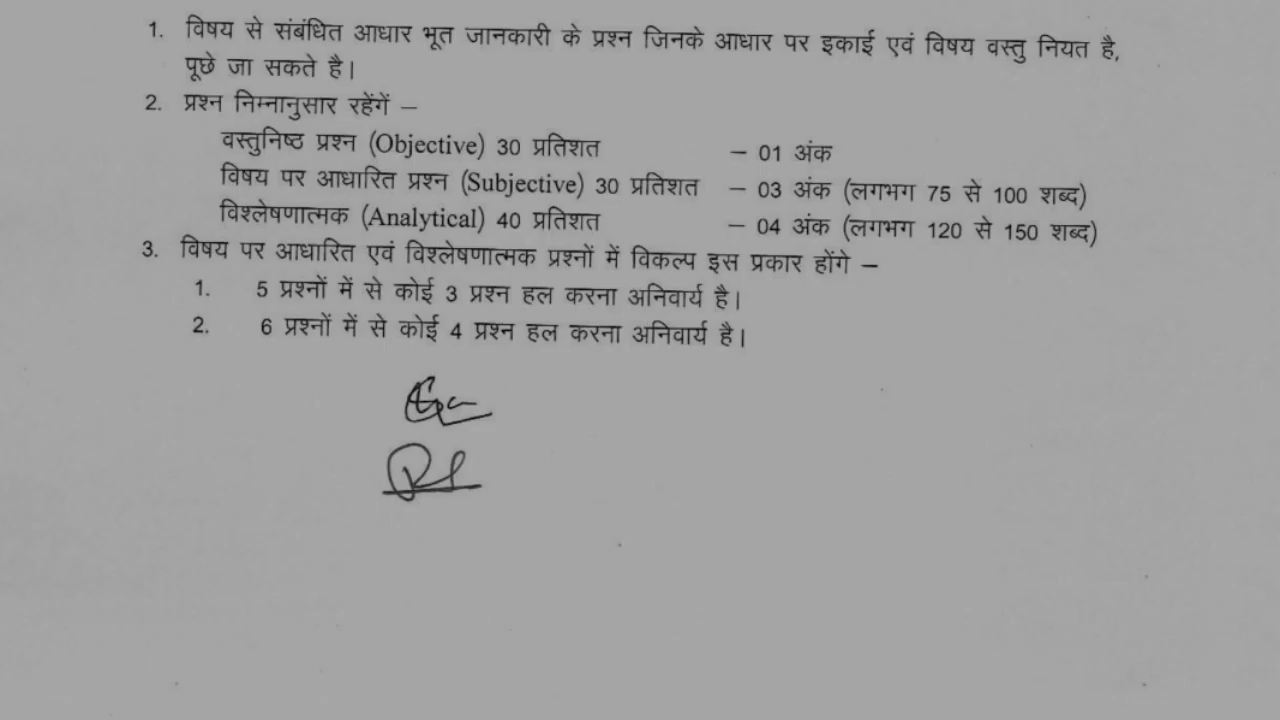 1. विषय से संबंधित आधार भूत जानकारी के प्रश्न जिनके आधार पर इकाई एवं विषय वस्तु नियत है,
पूछे जा सकते है।
2. प्रश्न निम्नानुसार रहेंगें –
वस्तुनिष्ठ प्रश्न (Objective) 30 प्रतिशत – 01 अंक
विषय पर आधारित प्रश्न (Subjective) 30 प्रतिशत – 03 अंक (लगभग 75 से 100 शब्द)
विश्लेषणात्मक (Analytical) 40 प्रतिशत – 04 अंक (लगभग 120 से 150 शब्द)
3. विषय पर आधारित एवं विश्लेषणात्मक प्रश्नों में विकल्प इस प्रकार होंगे –
1. 5 प्रश्नों में से कोई 3 प्रश्न हल करना अनिवार्य है।
2. 6 प्रश्नों में से कोई 4 प्रश्न हल करना अनिवार्य है।